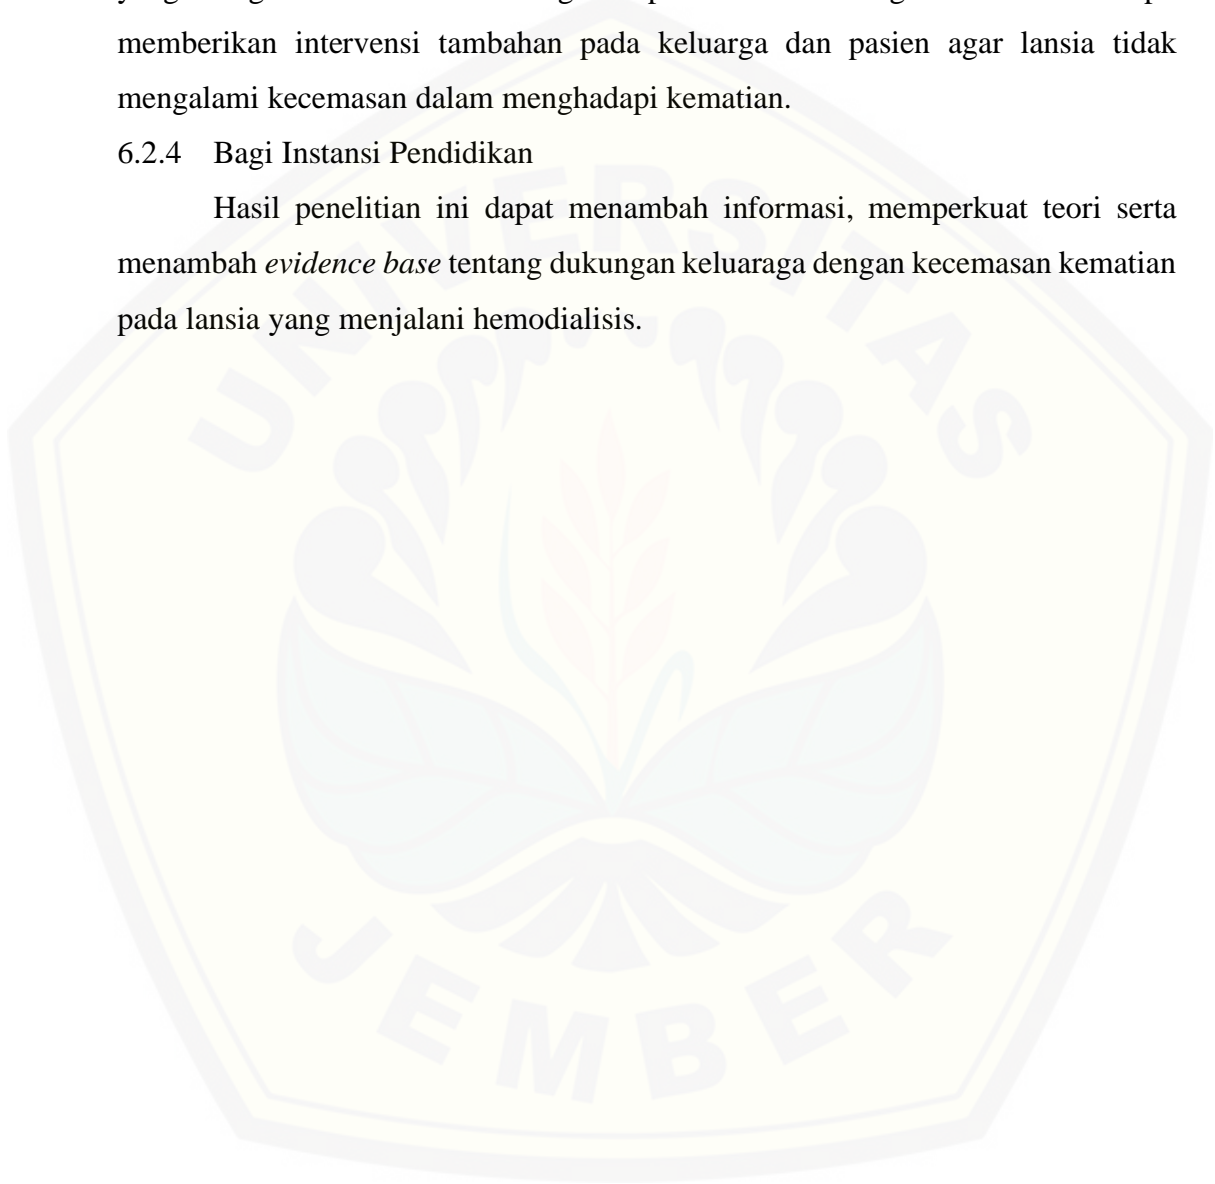 memberikan intervensi tambahan pada keluarga dan pasien agar lansia tidak
mengalami kecemasan dalam menghadapi kematian.
6.2.4 Bagi Instansi Pendidikan
Hasil penelitian ini dapat menambah informasi, memperkuat teori serta
menambah evidence base tentang dukungan keluaraga dengan kecemasan kematian
pada lansia yang menjalani hemodialisis.
UNIVERSITAS
JEMBER